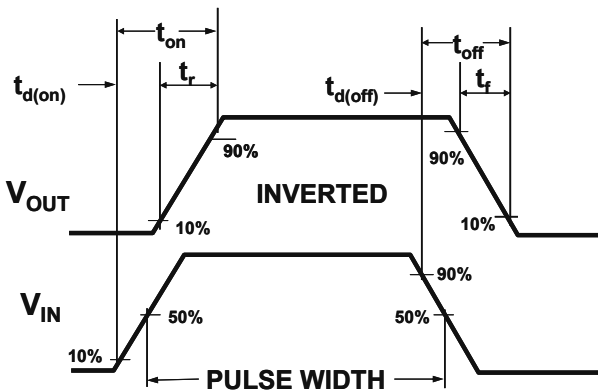 t_on
t_off
t_d(on)
t_r
t_d(off)
t_f
90%
90%
V_OUT
INVERTED
10%
10%
90%
V_IN
50%
50%
10%
PULSE WIDTH